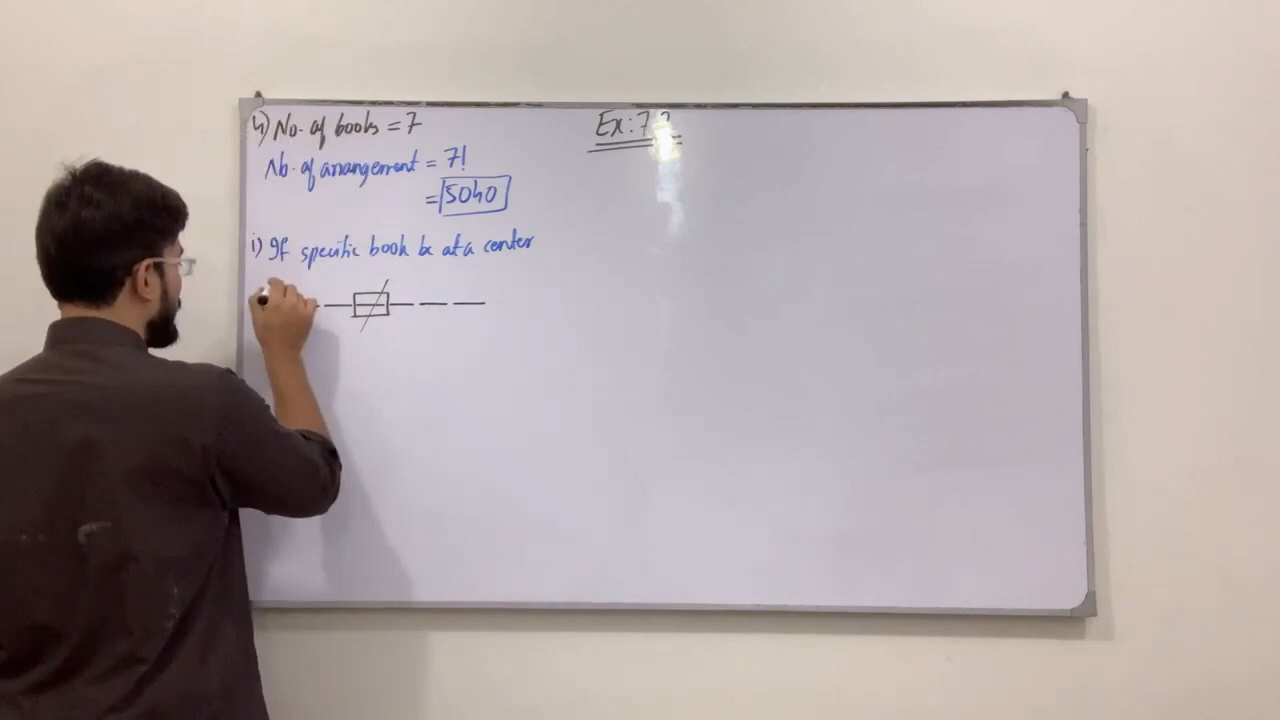 4) No. of books = 7
No. of arrangement = 7!
= 5040
i) If specific book be at a center
Ex: 7.2